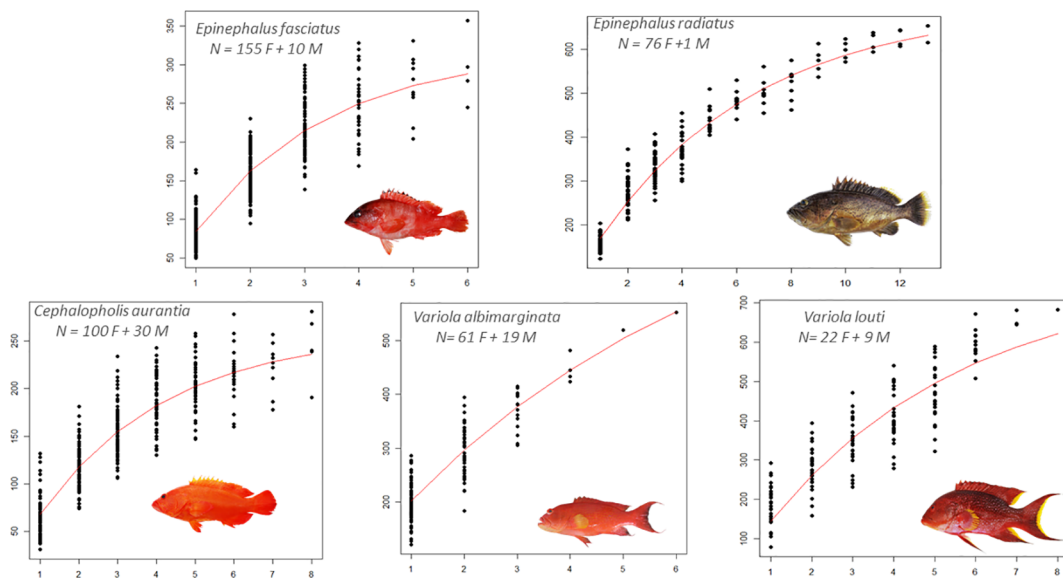 Epinephalus fasciatus
N = 155 F + 10 M
350
300
250
200
150
100
50
1 2 3 4 5 6
Epinephalus radiatus
N = 76 F +1 M
600
500
400
300
200
2 4 6 8 10 12
Cephalopholis aurantia
N = 100 F + 30 M
250
200
150
100
50
1 2 3 4 5 6 7 8
Variola albimarginata
N = 61 F + 19 M
500
400
300
200
1 2 3 4 5 6
Variola louti
N= 22 F + 9 M
700
600
500
400
300
200
100
1 2 3 4 5 6 7 8